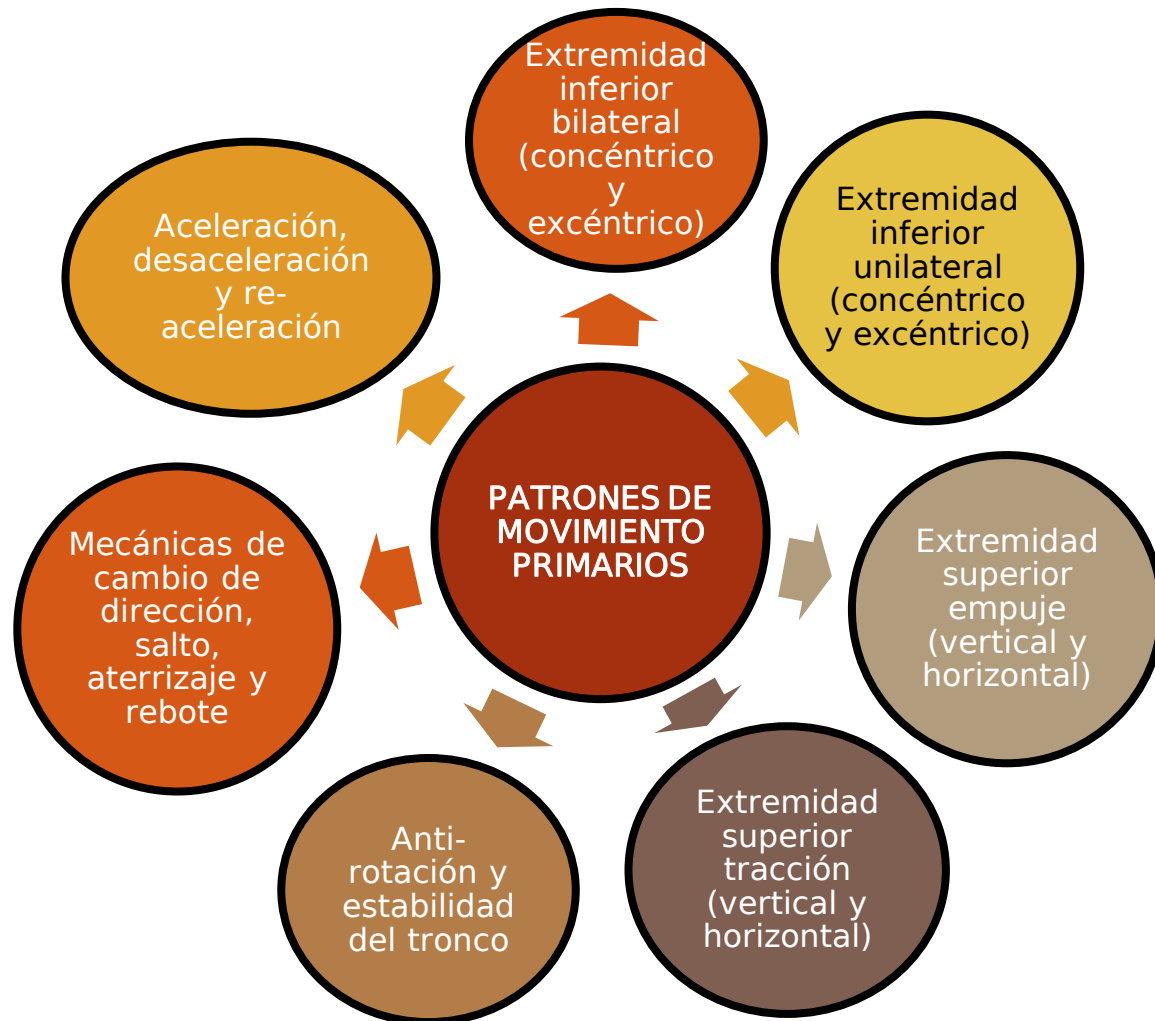 Extremidad
inferior
bilateral
(concéntrico
y
excéntrico)
Extremidad
inferior
unilateral
(concéntrico
y excéntrico)
Extremidad
superior
empuje
(vertical y
horizontal)
Extremidad
superior
tracción
(vertical y
horizontal)
Anti-
rotación y
estabilidad
del tronco
Mecánicas de
cambio de
dirección,
salto,
aterrizaje y
rebote
Aceleración,
desaceleración
y re-
aceleración
PATRONES DE
MOVIMIENTO
PRIMARIOS